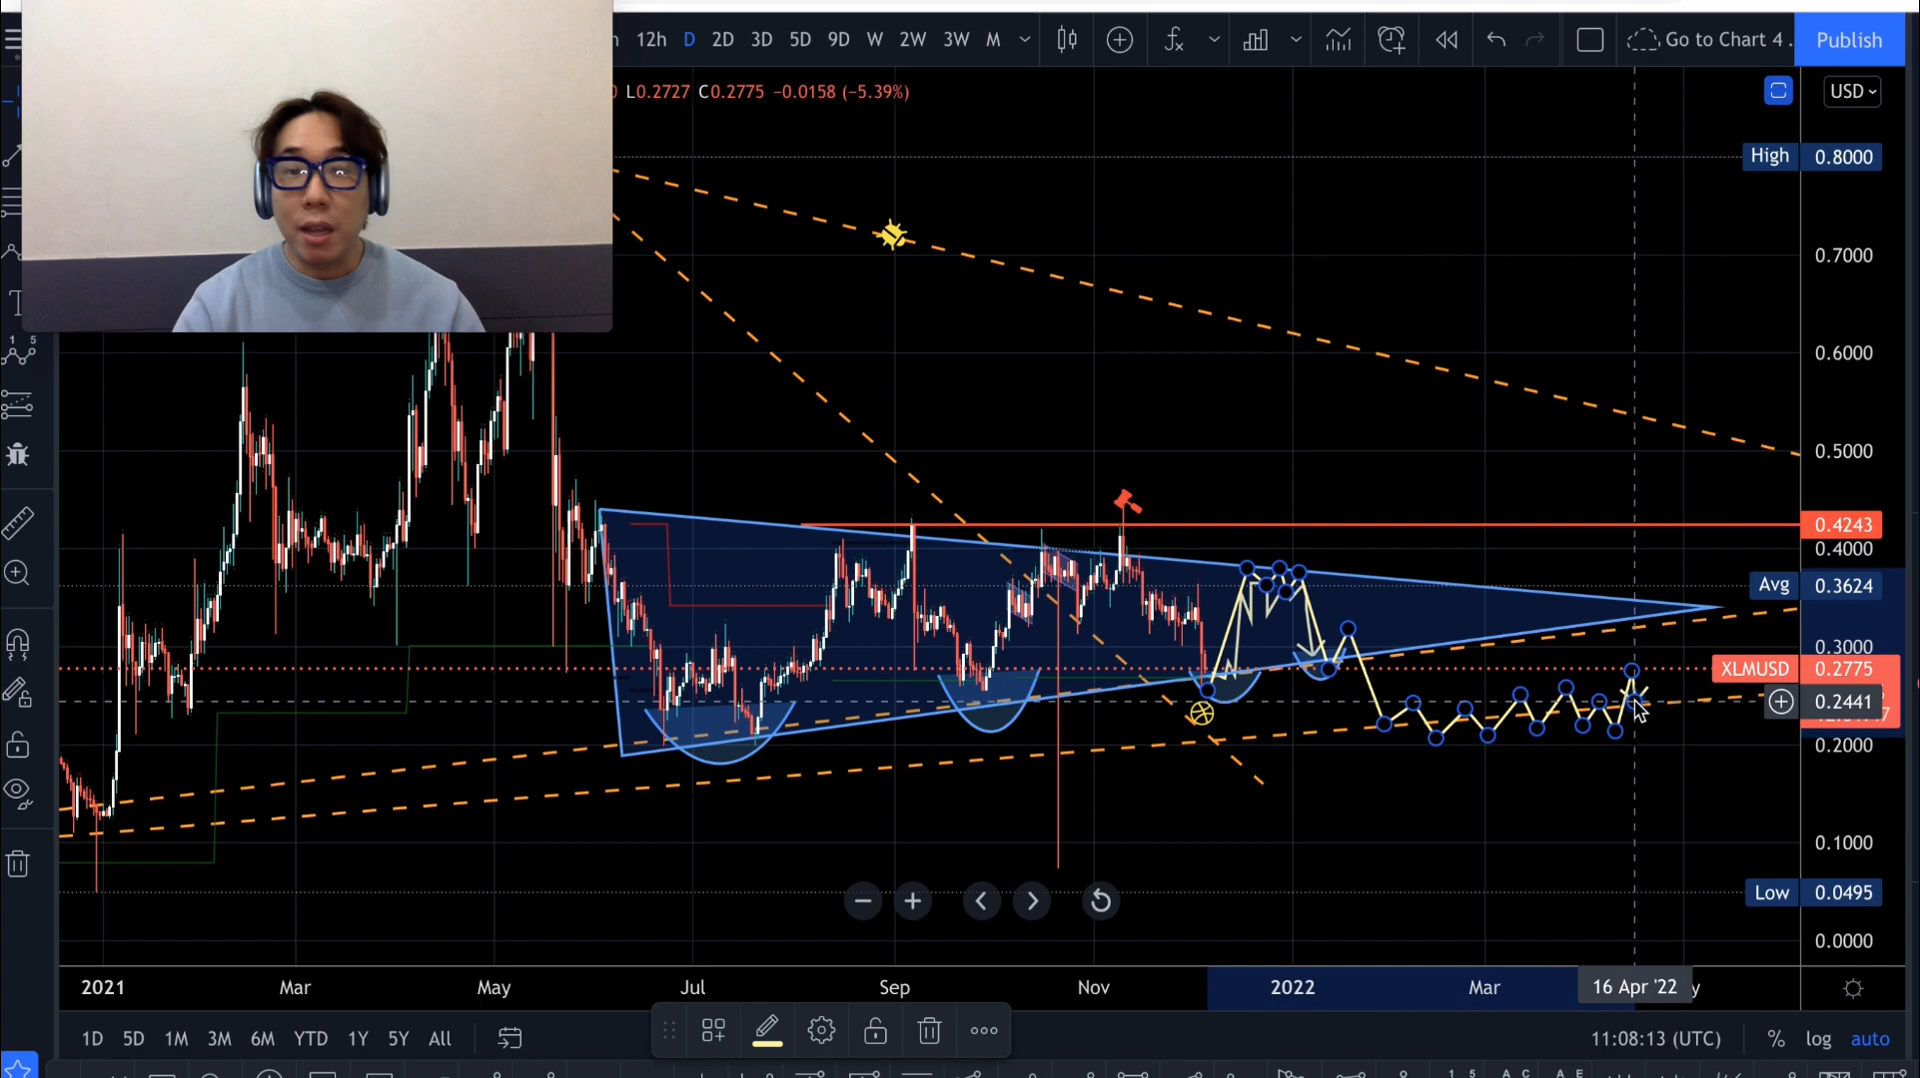 12h D 2D 3D 5D 9D W 2W 3W M
Go to Chart 4 .
Publish
L0.2727 C0.2775 −0.0158 (−5.39%)
USD
High 0.8000
0.7000
0.6000
0.5000
0.4243
0.4000
Avg 0.3624
0.3000
XLMUSD 0.2775
0.2441
0.2000
0.1000
Low 0.0495
0.0000
2021 Mar May Jul Sep Nov 2022 Mar 16 Apr '22 y
1D 5D 1M 3M 6M YTD 1Y 5Y All
11:08:13 (UTC) % log auto